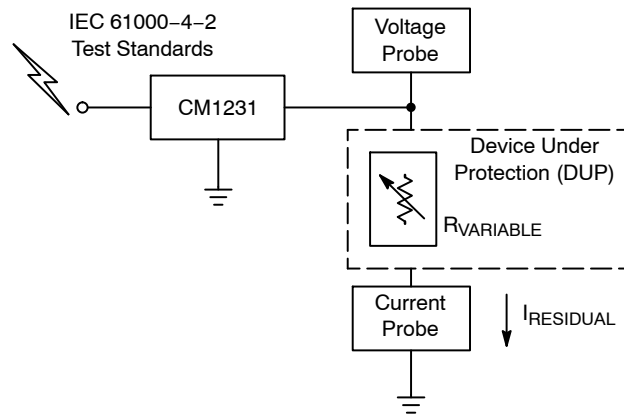 IEC 61000−4−2
Test Standards
Voltage
Probe
CM1231
Device Under
Protection (DUP)
RVARIABLE
Current
Probe
IRESIDUAL